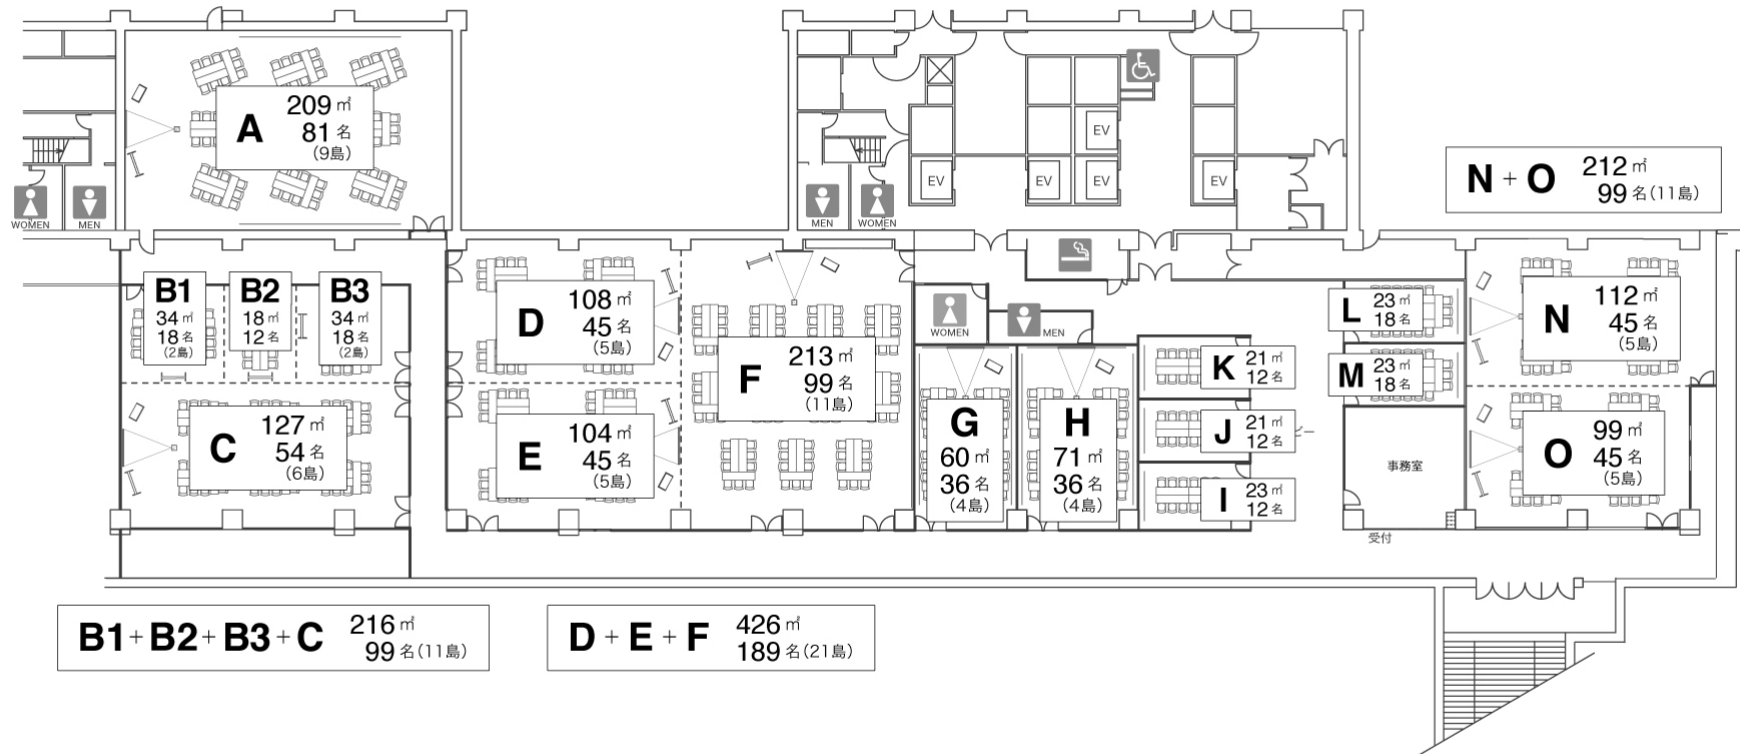 A
209㎡
81名
(9島)
WOMEN
MEN
MEN
WOMEN
EV
EV
EV
EV
EV
N + O
212㎡
99名(11島)
B1
34㎡
18名
(2島)
B2
18㎡
12名
B3
34㎡
18名
(2島)
C
127㎡
54名
(6島)
D
108㎡
45名
(5島)
E
104㎡
45名
(5島)
F
213㎡
99名
(11島)
WOMEN
MEN
G
60㎡
36名
(4島)
H
71㎡
36名
(4島)
K
21㎡
12名
J
21㎡
12名
I
23㎡
12名
L
23㎡
18名
M
23㎡
18名
事務室
受付
N
112㎡
45名
(5島)
O
99㎡
45名
(5島)
B1+B2+B3+C
216㎡
99名(11島)
D + E + F
426㎡
189名(21島)